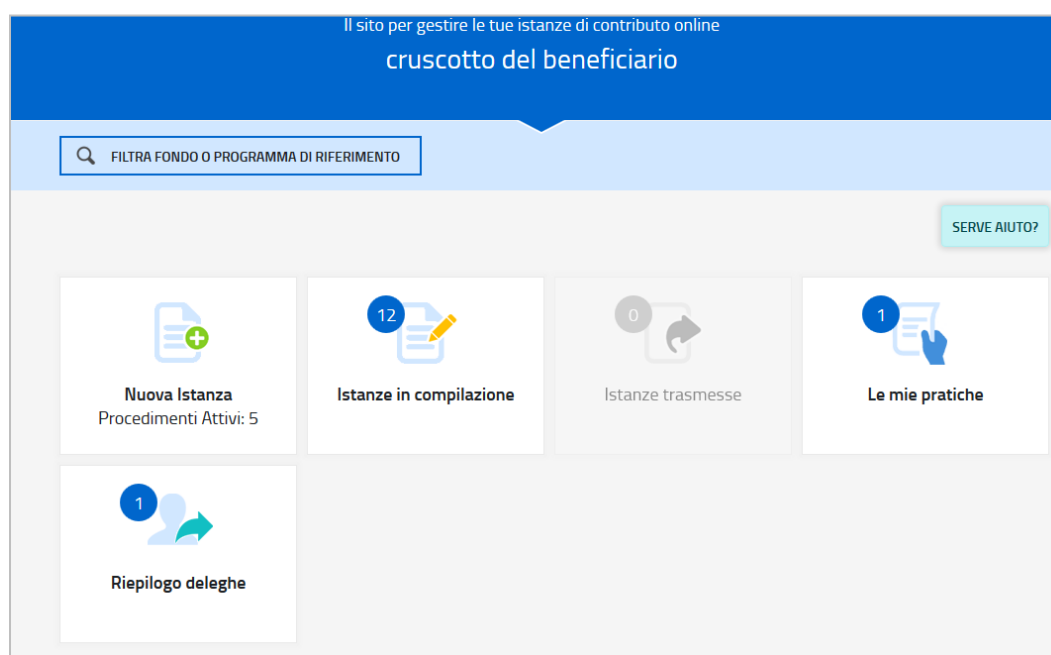 Il sito per gestire le tue istanze di contributo online
cruscotto del beneficiario
FILTRA FONDO O PROGRAMMA DI RIFERIMENTO
SERVE AIUTO?
Nuova Istanza
Procedimenti Attivi: 5
12
Istanze in compilazione
0
Istanze trasmesse
1
Le mie pratiche
1
Riepilogo deleghe